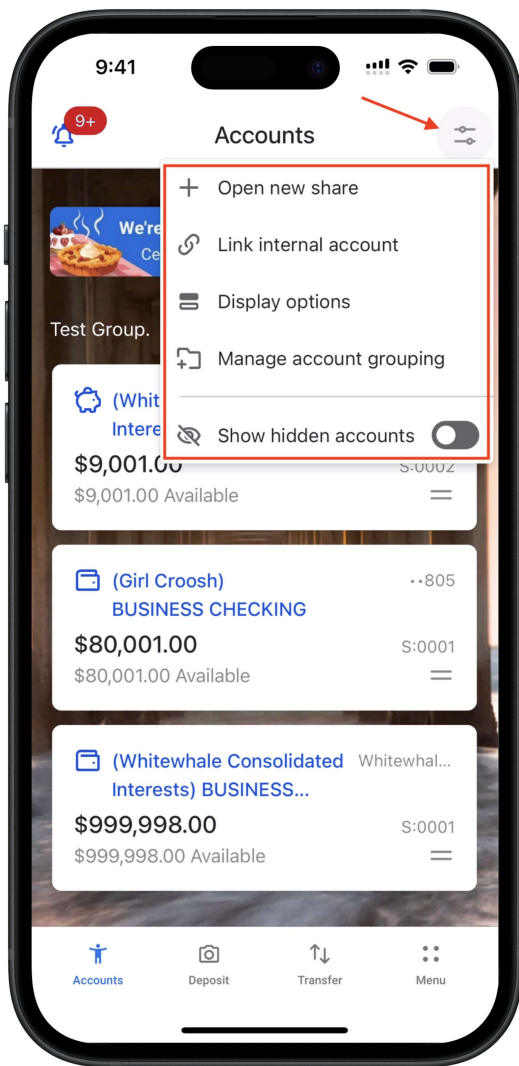 9:41
9+
Accounts
Open new share
We're
Link internal account
Ce
Display options
Test Group.
Manage account grouping
(Whit
Intere
Show hidden accounts
$9,001.00
S:0002
$9,001.00 Available
(Girl Croosh)
··805
BUSINESS CHECKING
$80,001.00
S:0001
$80,001.00 Available
(Whitewhale Consolidated
Whitewhal...
Interests) BUSINESS...
$999,998.00
S:0001
$999,998.00 Available
Accounts
Deposit
Transfer
Menu